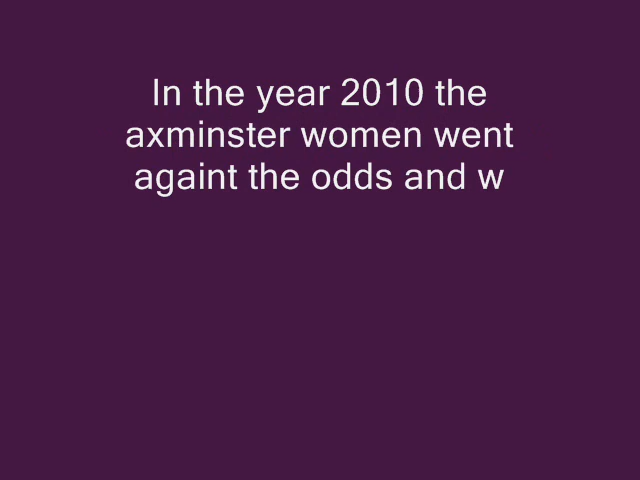 In the year 2010 the
axminster women went
againt the odds and w